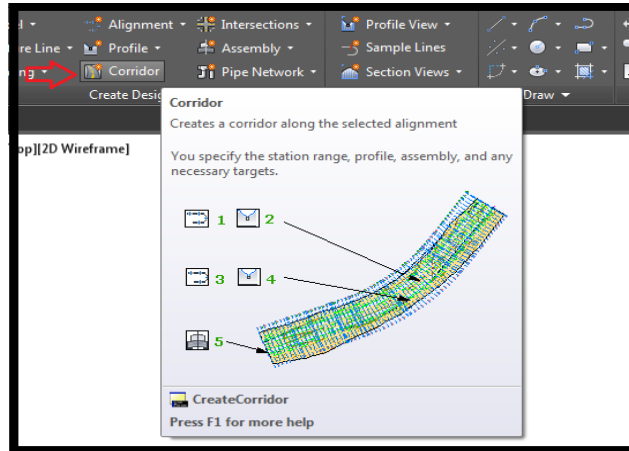 Alignment Intersections Profile View
re Line Profile Assembly Sample Lines
Corridor Pipe Network Section Views
Create Desig Draw
Corridor
Creates a corridor along the selected alignment
op][2D Wireframe]
You specify the station range, profile, assembly, and any
necessary targets.
1 2
3 4
5
CreateCorridor
Press F1 for more help